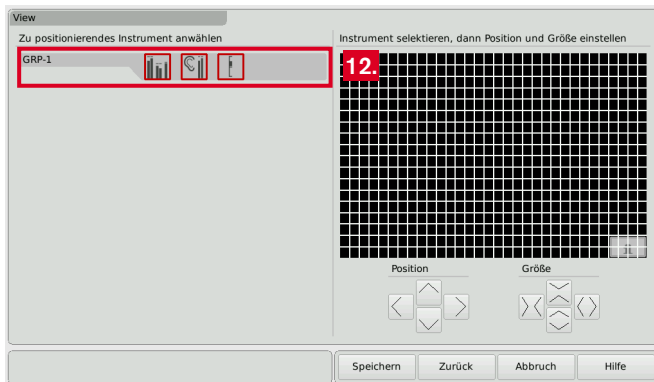 View
Zu positionierendes Instrument anwählen
Instrument selektieren, dann Position und Größe einstellen
GRP-1
12.
Position
Größe
Speichern
Zurück
Abbruch
Hilfe